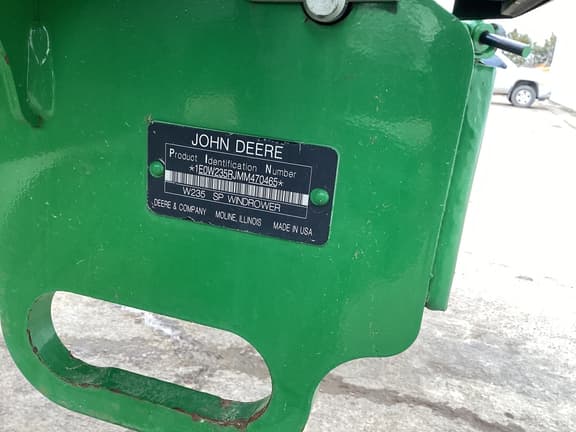 JOHN DEERE
Product Identification Number
*1E0W235RJMM470465*
W235 SP WINDROWER
DEERE & COMPANY MOLINE, ILLINOIS MADE IN USA